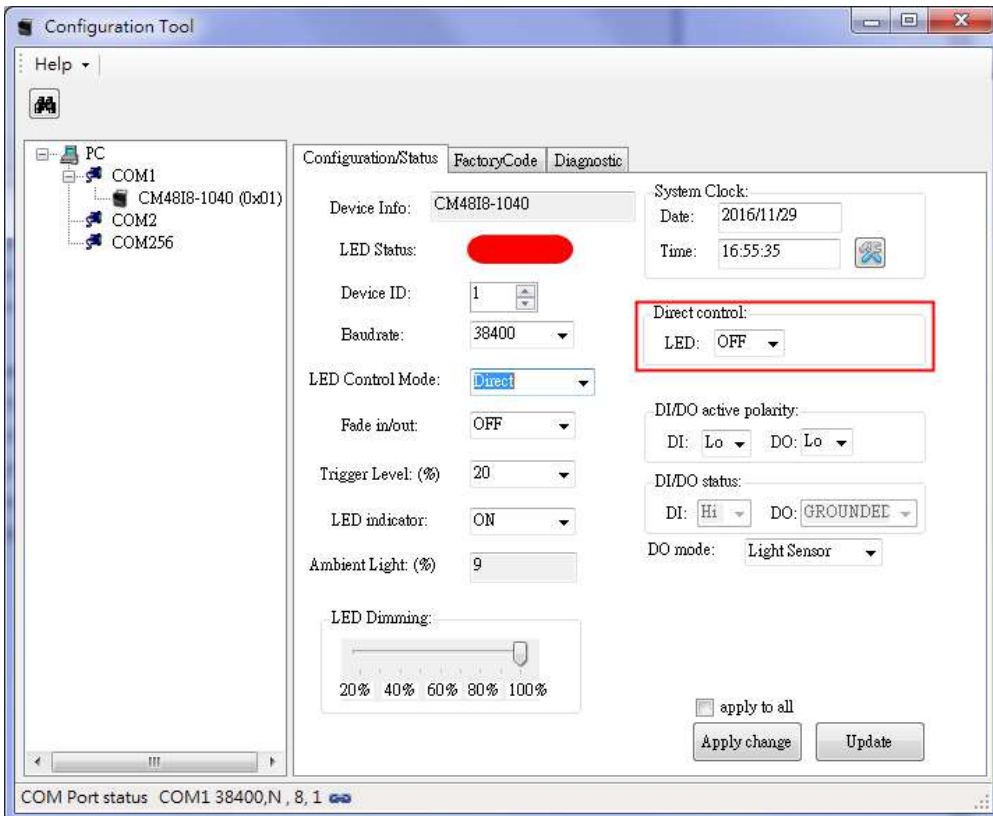 Configuration Tool
Help
PC
COM1
CM48I8-1040 (0x01)
COM2
COM256
Configuration/Status
FactoryCode
Diagnostic
Device Info: CM48I8-1040
LED Status:
Device ID: 1
Baudrate: 38400
LED Control Mode: Direct
Fade in/out: OFF
Trigger Level: (%) 20
LED indicator: ON
Ambient Light: (%) 9
LED Dimming:
20% 40% 60% 80% 100%
System Clock:
Date: 2016/11/29
Time: 16:55:35
Direct control:
LED: OFF
DI/DO active polarity:
DI: Lo DO: Lo
DI/DO status:
DI: Hi DO: GROUNDED
DO mode: Light Sensor
apply to all
Apply change
Update
COM Port status COM1 38400,N , 8, 1